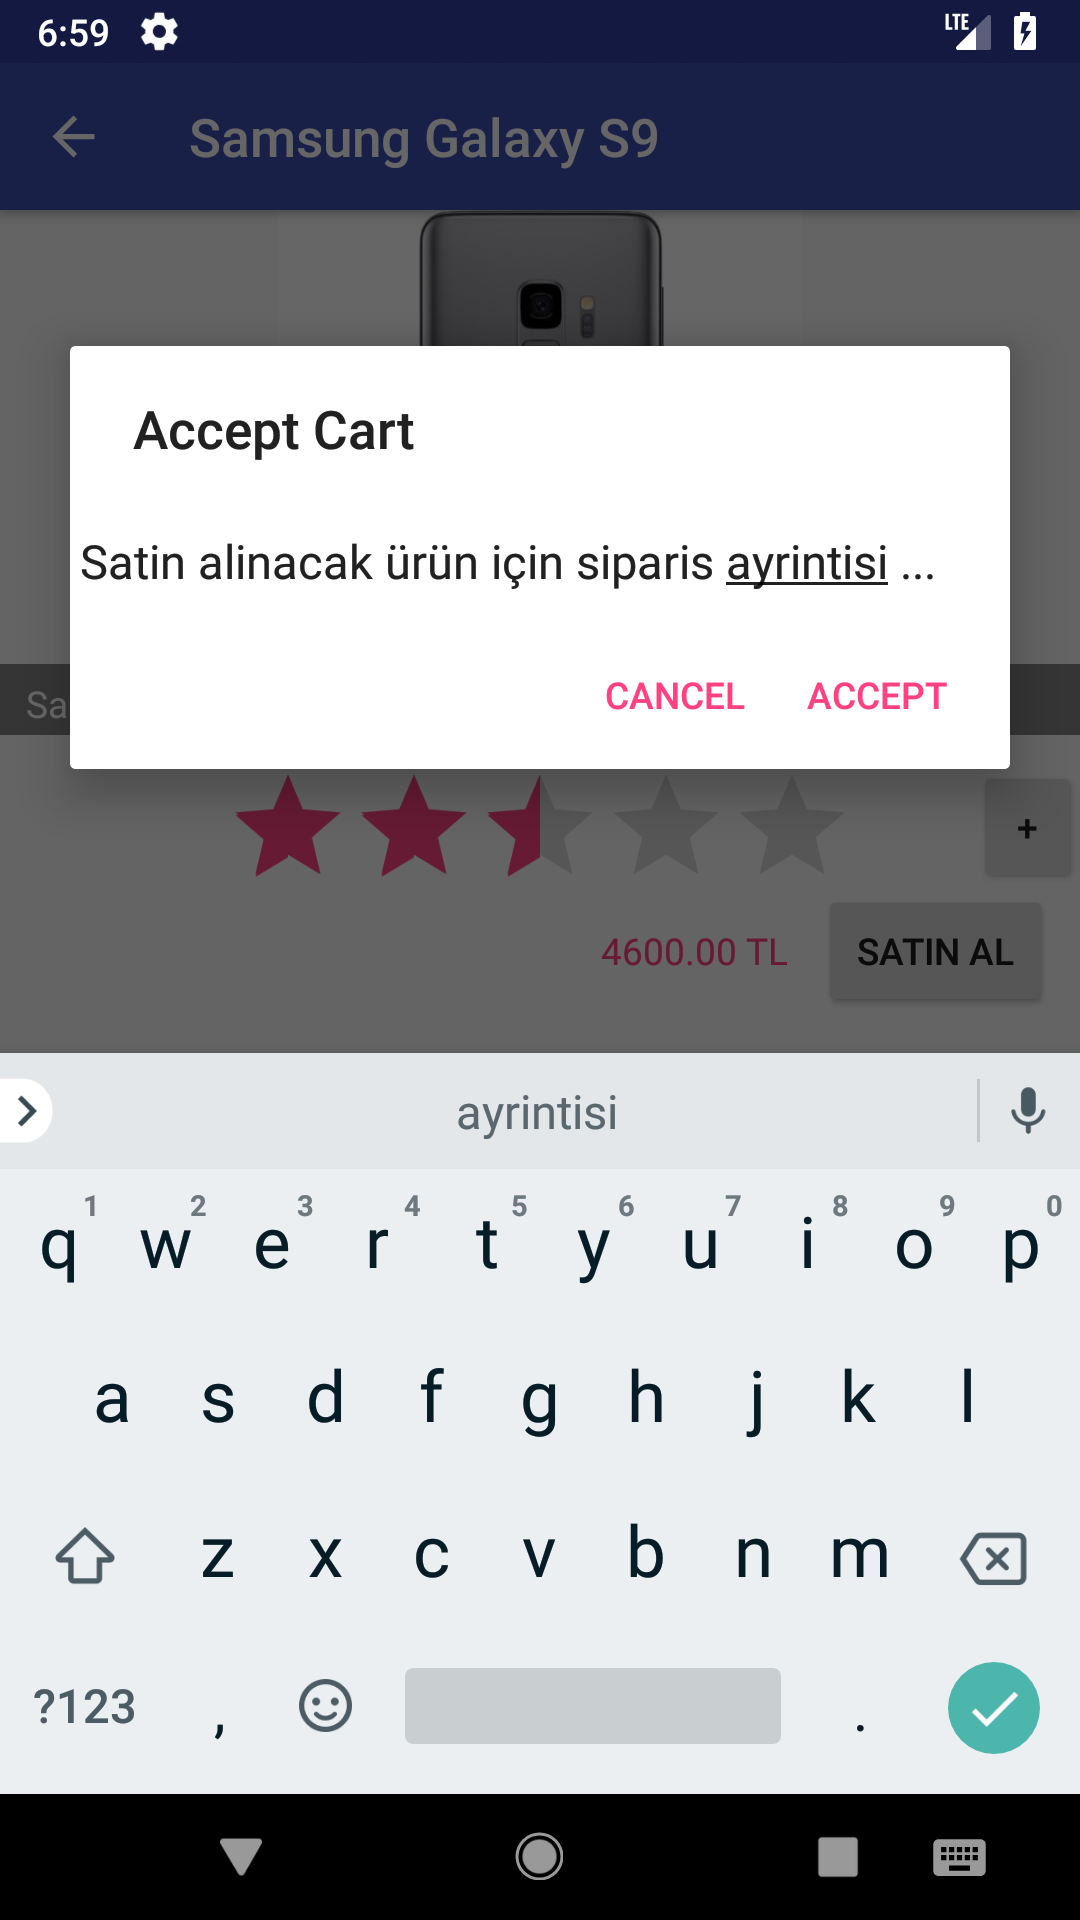 6:59 LTE
Samsung Galaxy S9
Accept Cart
Satin alinacak ürün için siparis ayrintisi ...
CANCEL ACCEPT
Sa
+
4600.00 TL SATIN AL
ayrintisi
1 2 3 4 5 6 7 8 9 0
q w e r t y u i o p
a s d f g h j k l
z x c v b n m
?123 , .